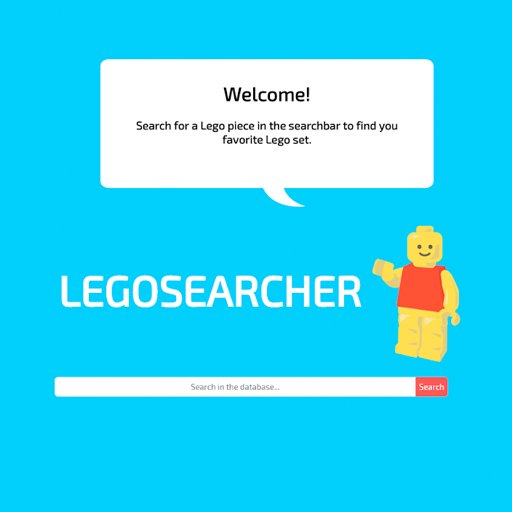 Welcome!
Search for a Lego piece in the searchbar to find you
favorite Lego set.
LEGOSEARCHER
Search in the database...
Search